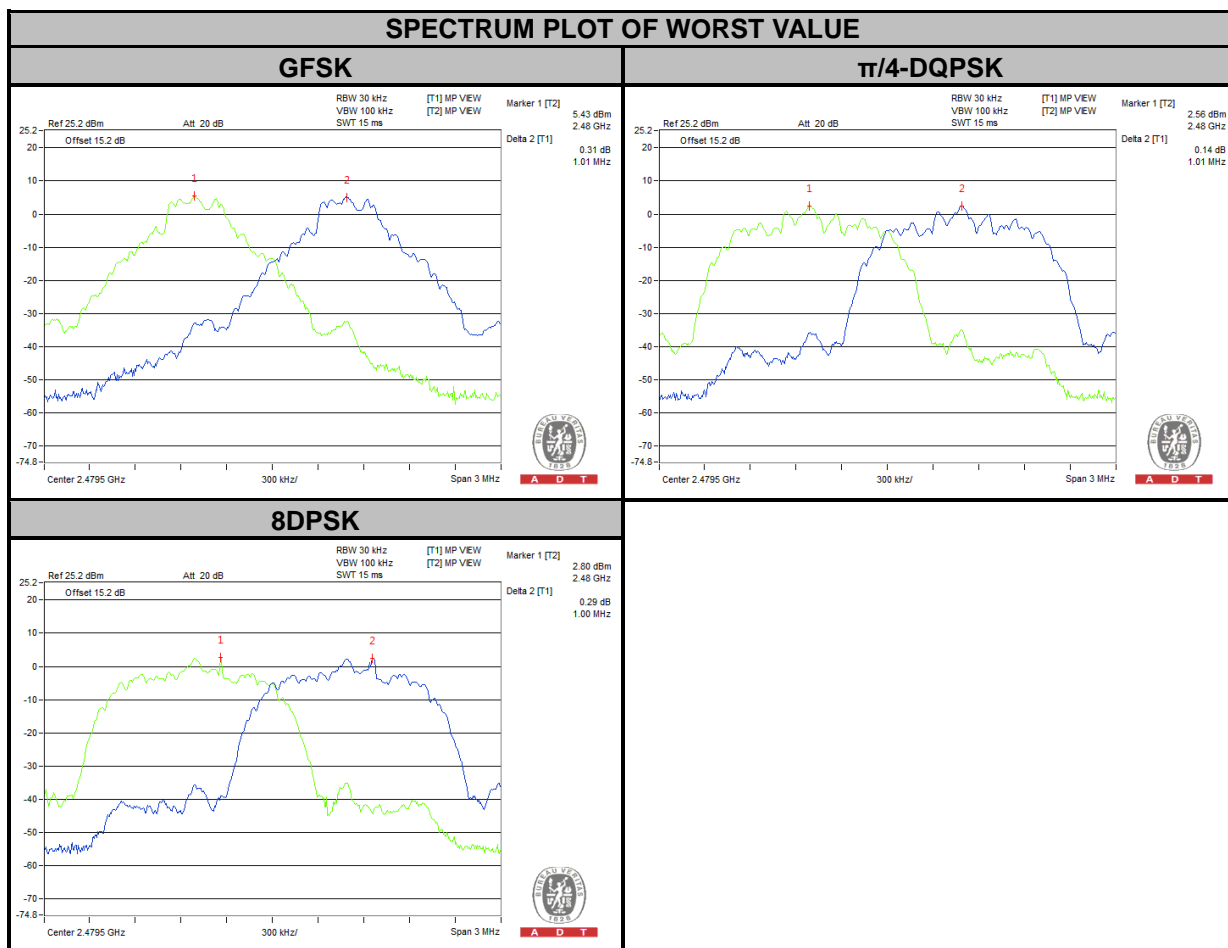 SPECTRUM PLOT OF WORST VALUE
GFSK
π/4-DQPSK
RBW 30 kHz [T1] MP VIEW
VBW 100 kHz [T2] MP VIEW
Ref 25.2 dBm Att 20 dB SWT 15 ms
Offset 15.2 dB
Marker 1 [T2]
5.43 dBm
2.48 GHz
Delta 2 [T1]
0.31 dB
1.01 MHz
25.2
20
10
0
-10
-20
-30
-40
-50
-60
-70
-74.8
1
2
Center 2.4795 GHz 300 kHz/ Span 3 MHz
BUREAU VERITAS
1828
A D T
RBW 30 kHz [T1] MP VIEW
VBW 100 kHz [T2] MP VIEW
Ref 25.2 dBm Att 20 dB SWT 15 ms
Offset 15.2 dB
Marker 1 [T2]
2.56 dBm
2.48 GHz
Delta 2 [T1]
0.14 dB
1.01 MHz
25.2
20
10
0
-10
-20
-30
-40
-50
-60
-70
-74.8
1
2
Center 2.4795 GHz 300 kHz/ Span 3 MHz
BUREAU VERITAS
1828
A D T
8DPSK
RBW 30 kHz [T1] MP VIEW
VBW 100 kHz [T2] MP VIEW
Ref 25.2 dBm Att 20 dB SWT 15 ms
Offset 15.2 dB
Marker 1 [T2]
2.80 dBm
2.48 GHz
Delta 2 [T1]
0.29 dB
1.00 MHz
25.2
20
10
0
-10
-20
-30
-40
-50
-60
-70
-74.8
1
2
Center 2.4795 GHz 300 kHz/ Span 3 MHz
BUREAU VERITAS
1828
A D T